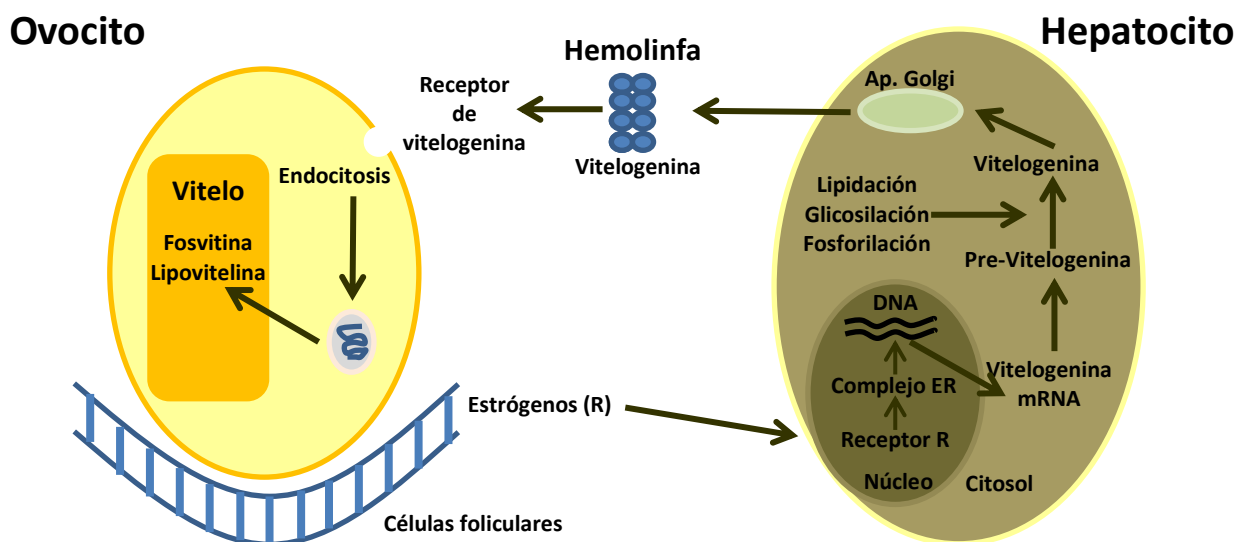 Ovocito
Hepatocito
Hemolinfa
Ap. Golgi
Receptor
de
vitelogenina
Vitelogenina
Vitelogenina
Endocitosis
Vitelo
Fosvitina
Lipovitelina
Lipidación
Glicosilación
Fosforilación
Pre-Vitelogenina
DNA
Complejo ER
Vitelogenina
mRNA
Estrógenos (R)
Receptor R
Núcleo
Citosol
Células foliculares